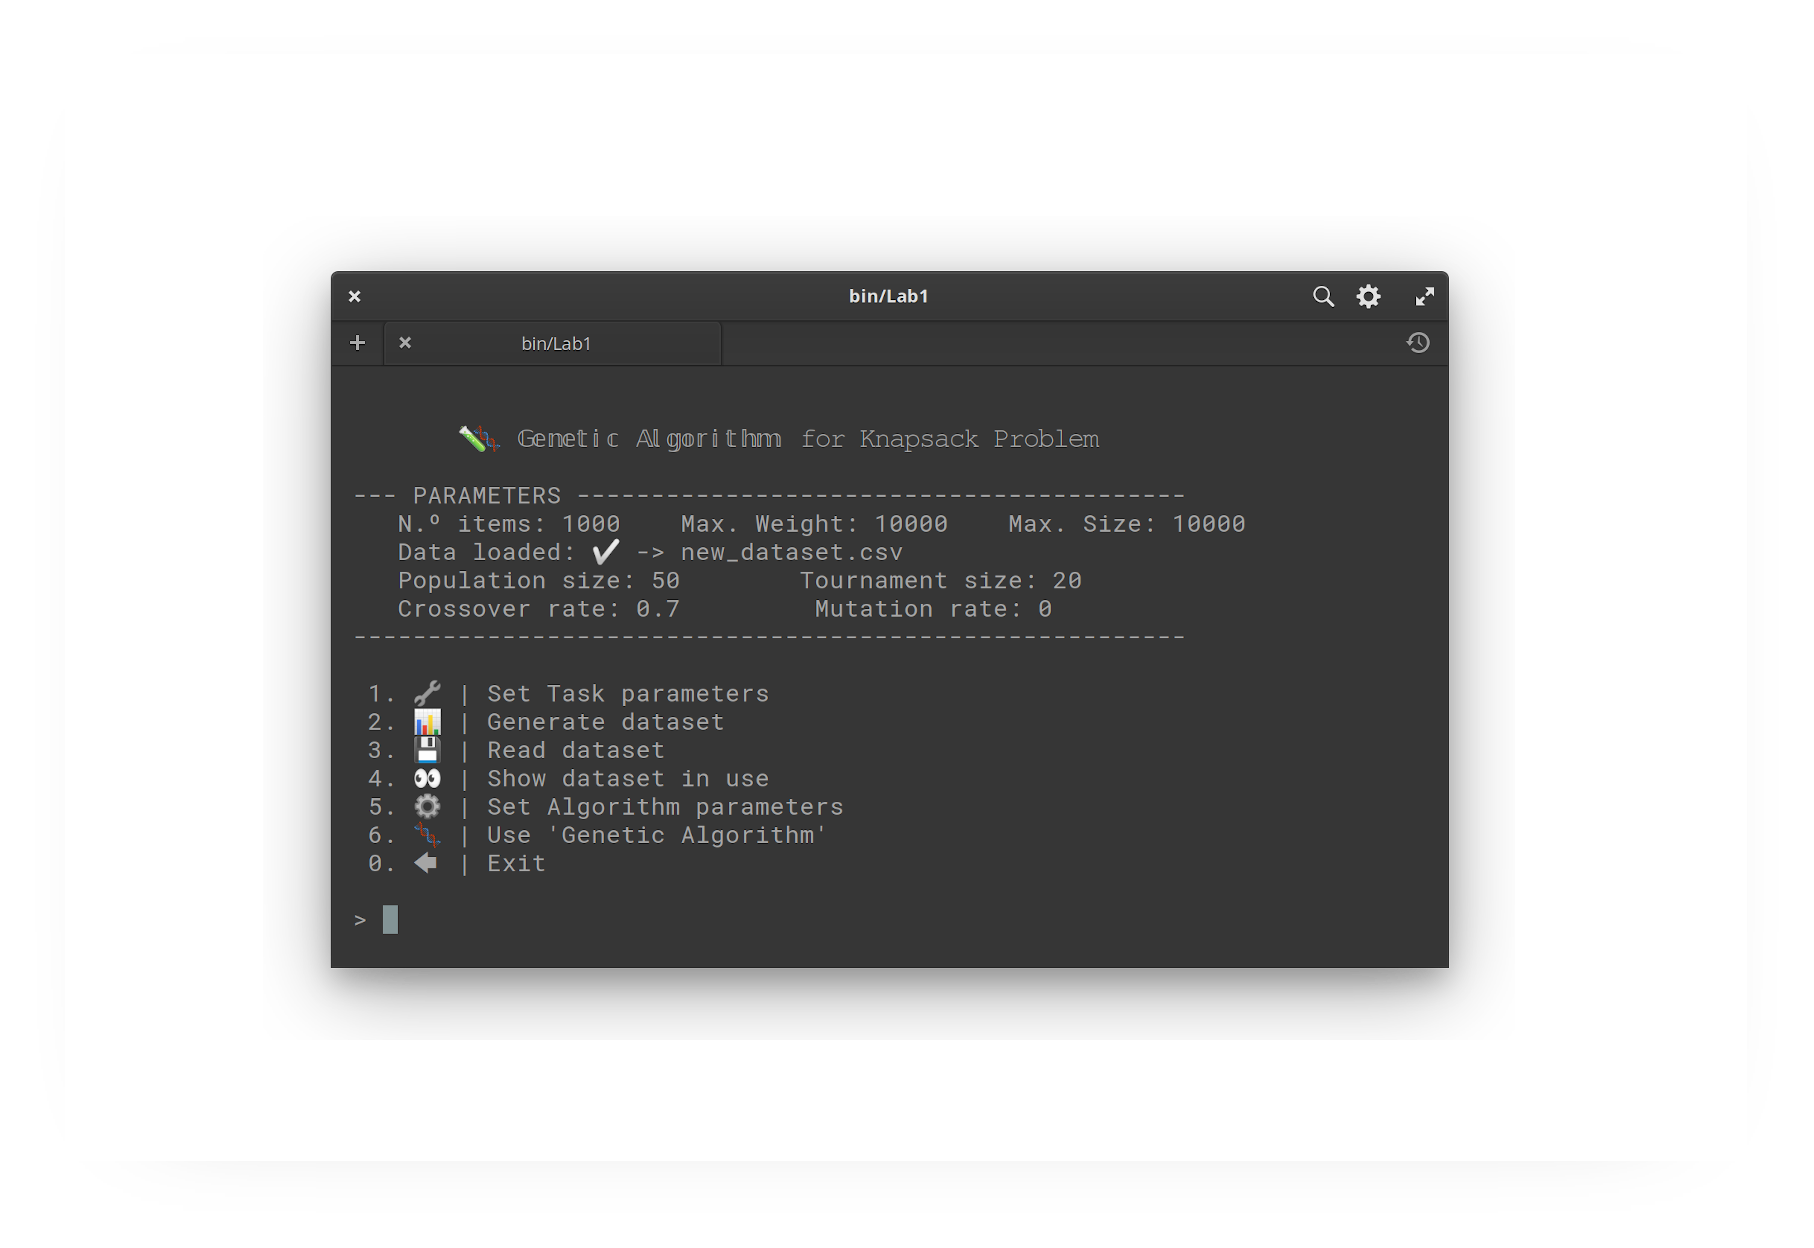 bin/Lab1
bin/Lab1
🧪🧬 𝔾𝕖𝕟𝕖𝕥𝕚𝕔 𝔸𝕝𝕘𝕠𝕣𝕚𝕥𝕙𝕞 𝚏𝚘𝚛 𝙺𝚗𝚊𝚙𝚜𝚊𝚌𝚔 𝙿𝚛𝚘𝚋𝚕𝚎𝚖
--- PARAMETERS -----------------------------------------
N.º items: 1000    Max. Weight: 10000    Max. Size: 10000
Data loaded: ✔ -> new_dataset.csv
Population size: 50        Tournament size: 20
Crossover rate: 0.7         Mutation rate: 0
--------------------------------------------------------
1. 🔧 | Set Task parameters
2. 📊 | Generate dataset
3. 💾 | Read dataset
4. 👀 | Show dataset in use
5. ⚙ | Set Algorithm parameters
6. 🧬 | Use 'Genetic Algorithm'
0. 🡄 | Exit
>